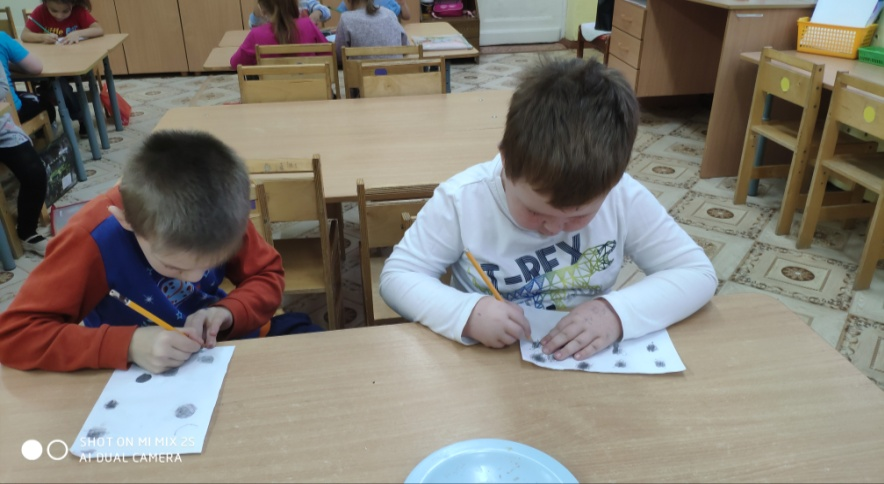 T-REX
SHOT ON MI MIX 2S
AI DUAL CAMERA